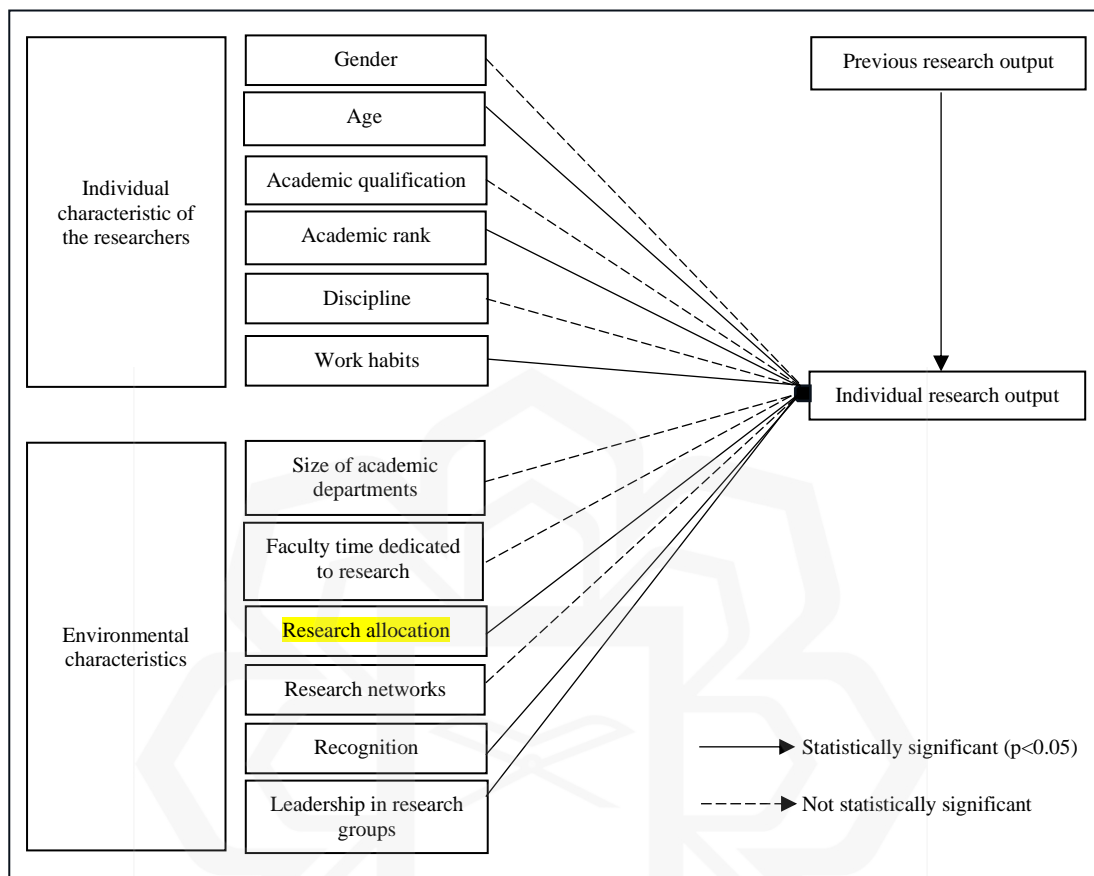 Individual
characteristic of
the researchers
Gender
Age
Academic qualification
Academic rank
Discipline
Work habits
Previous research output
Individual research output
Environmental
characteristics
Size of academic
departments
Faculty time dedicated
to research
Research allocation
Research networks
Recognition
Leadership in research
groups
Statistically significant (p<0.05)
Not statistically significant